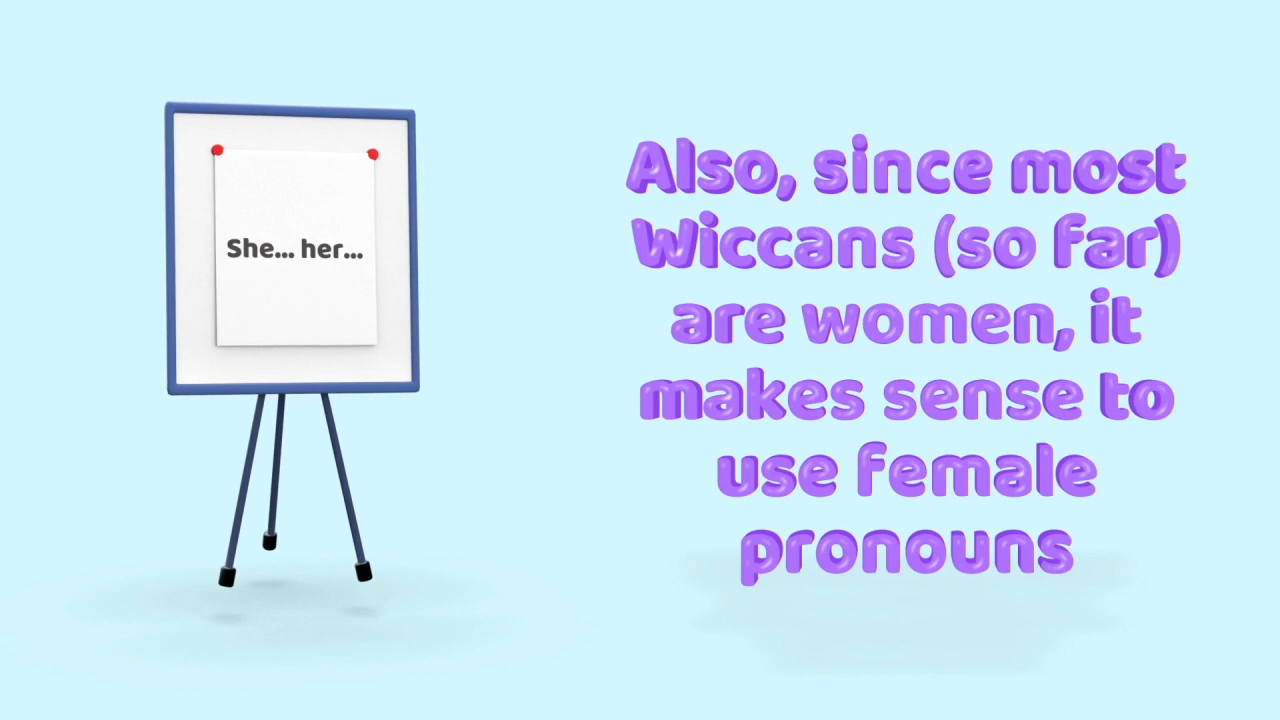 She... her...
Also, since most
Wiccans (so far)
are women, it
makes sense to
use female
pronouns